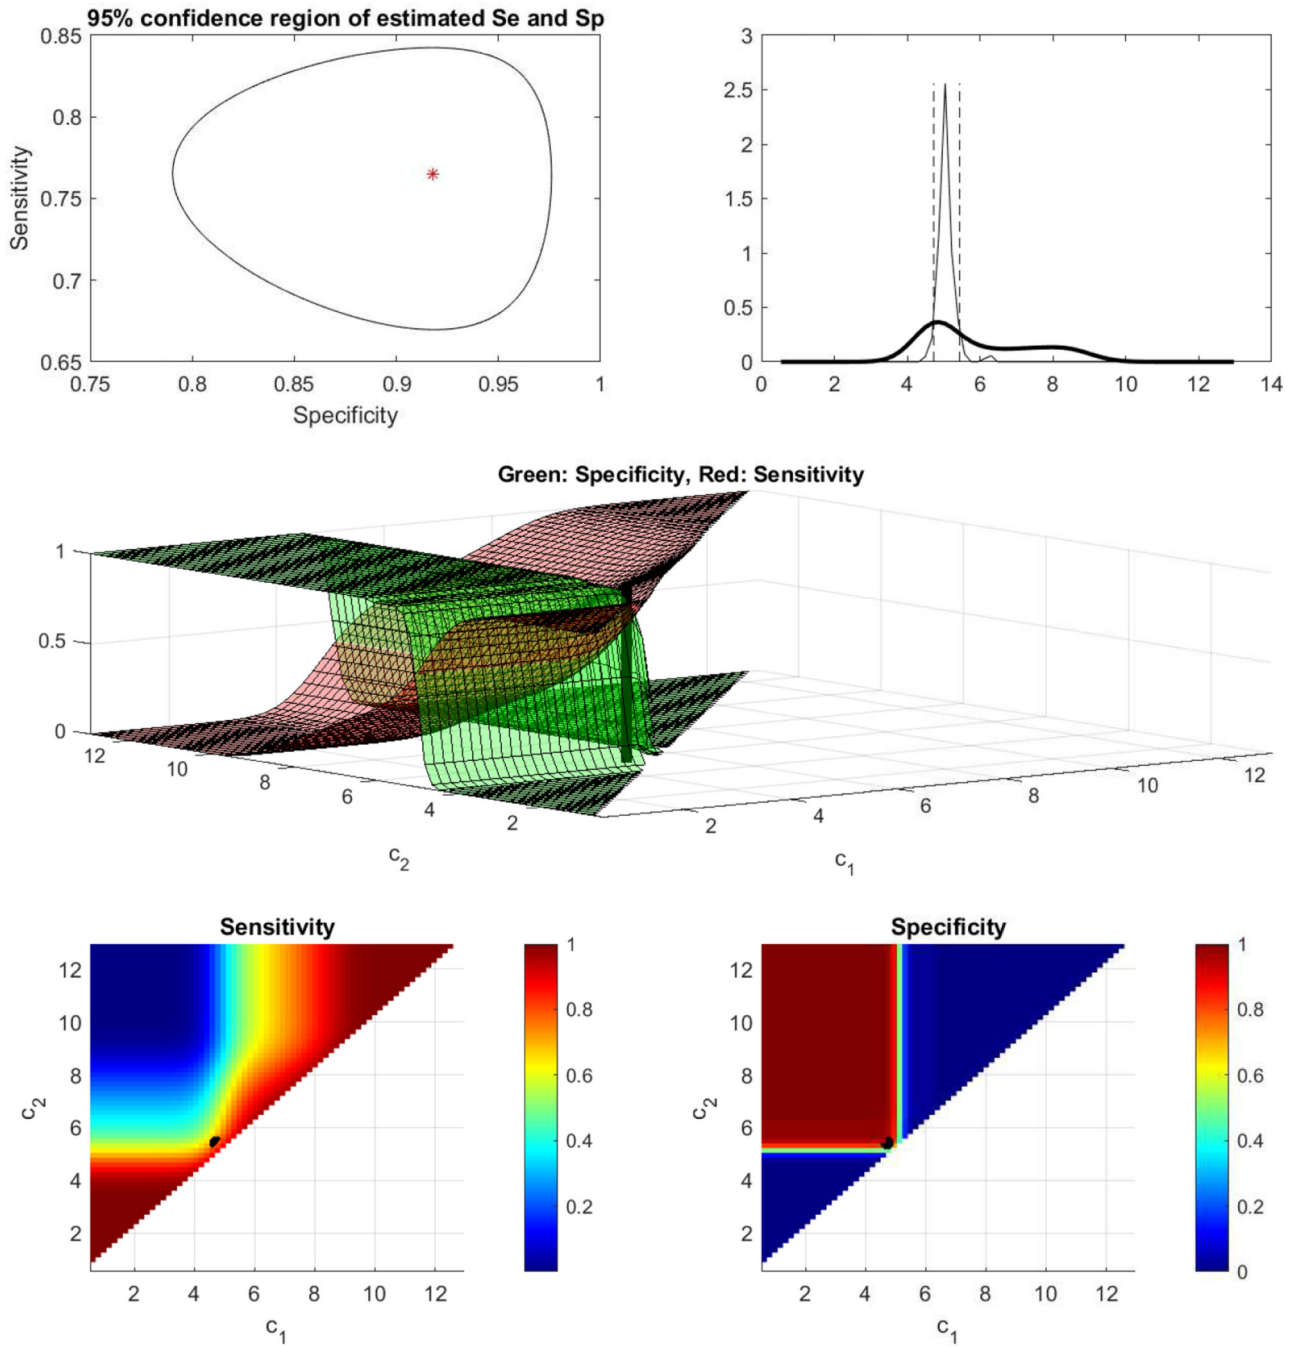 95% confidence region of estimated Se and Sp
0.85
0.8
0.75
0.7
0.65
Sensitivity
0.75 0.8 0.85 0.9 0.95 1
Specificity
3
2.5
2
1.5
1
0.5
0
0 2 4 6 8 10 12 14
Green: Specificity, Red: Sensitivity
1
0.5
0
12 10 8 6 4 2
c2
2 4 6 8 10 12
c1
Sensitivity
12
10
8
6
4
2
c2
2 4 6 8 10 12
c1
1
0.8
0.6
0.4
0.2
Specificity
12
10
8
6
4
2
c2
2 4 6 8 10 12
c1
1
0.8
0.6
0.4
0.2
0